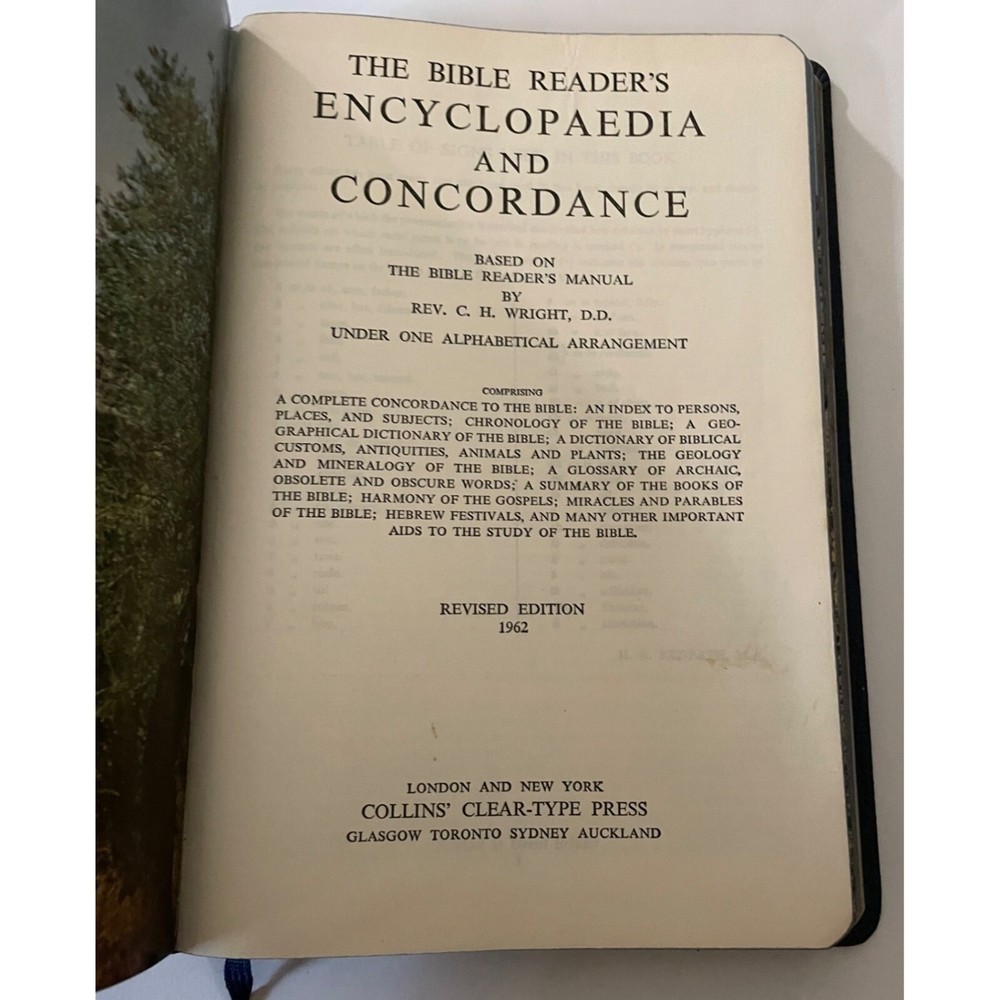 THE BIBLE READER'S
ENCYCLOPAEDIA
AND
CONCORDANCE
BASED ON
THE BIBLE READER'S MANUAL
BY
REV. C. H. WRIGHT, D.D.
UNDER ONE ALPHABETICAL ARRANGEMENT
COMPRISING
A COMPLETE CONCORDANCE TO THE BIBLE: AN INDEX TO PERSONS,
PLACES, AND SUBJECTS; CHRONOLOGY OF THE BIBLE; A GEO-
GRAPHICAL DICTIONARY OF THE BIBLE; A DICTIONARY OF BIBLICAL
CUSTOMS, ANTIQUITIES, ANIMALS AND PLANTS; THE GEOLOGY
AND MINERALOGY OF THE BIBLE; A GLOSSARY OF ARCHAIC,
OBSOLETE AND OBSCURE WORDS; A SUMMARY OF THE BOOKS OF
THE BIBLE; HARMONY OF THE GOSPELS; MIRACLES AND PARABLES
OF THE BIBLE; HEBREW FESTIVALS, AND MANY OTHER IMPORTANT
AIDS TO THE STUDY OF THE BIBLE.
REVISED EDITION
1962
LONDON AND NEW YORK
COLLINS' CLEAR-TYPE PRESS
GLASGOW TORONTO SYDNEY AUCKLAND